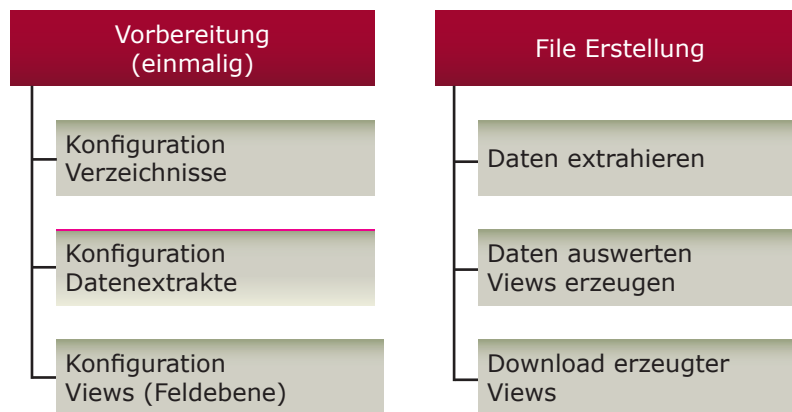 Vorbereitung
(einmalig)
Konfiguration
Verzeichnisse
Konfiguration
Datenextrakte
Konfiguration
Views (Feldebene)
File Erstellung
Daten extrahieren
Daten auswerten
Views erzeugen
Download erzeugter
Views